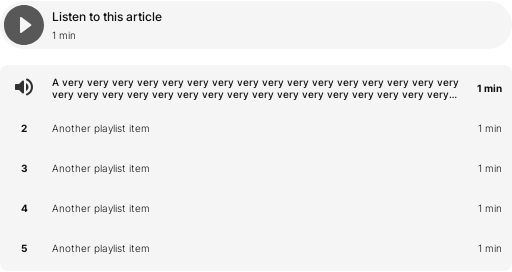 Listen to this article
1 min
A very very very very very very very very very very very very very very very very
very very very very very very very very very very very very very very very very...
1 min
2 Another playlist item 1 min
3 Another playlist item 1 min
4 Another playlist item 1 min
5 Another playlist item 1 min